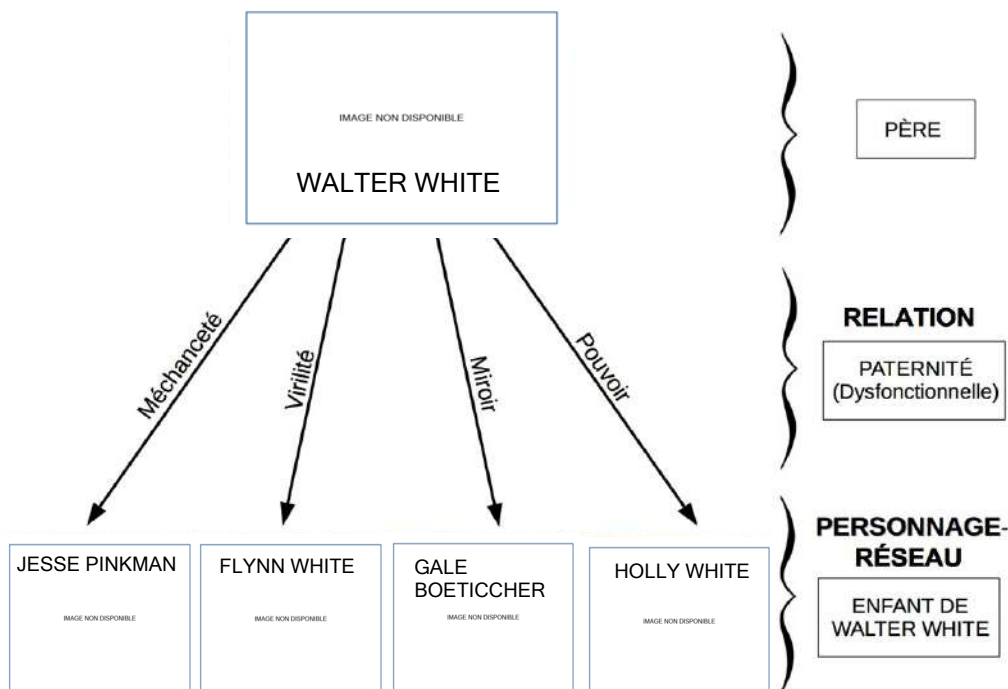 IMAGE NON DISPONIBLE
WALTER WHITE
PÈRE
Méchanceté
Virilité
Miroir
Pouvoir
RELATION
PATERNITÉ
(Dysfonctionnelle)
JESSE PINKMAN
IMAGE NON DISPONIBLE
FLYNN WHITE
IMAGE NON DISPONIBLE
GALE
BOETICCHER
IMAGE NON DISPONIBLE
HOLLY WHITE
IMAGE NON DISPONIBLE
PERSONNAGE-
RÉSEAU
ENFANT DE
WALTER WHITE